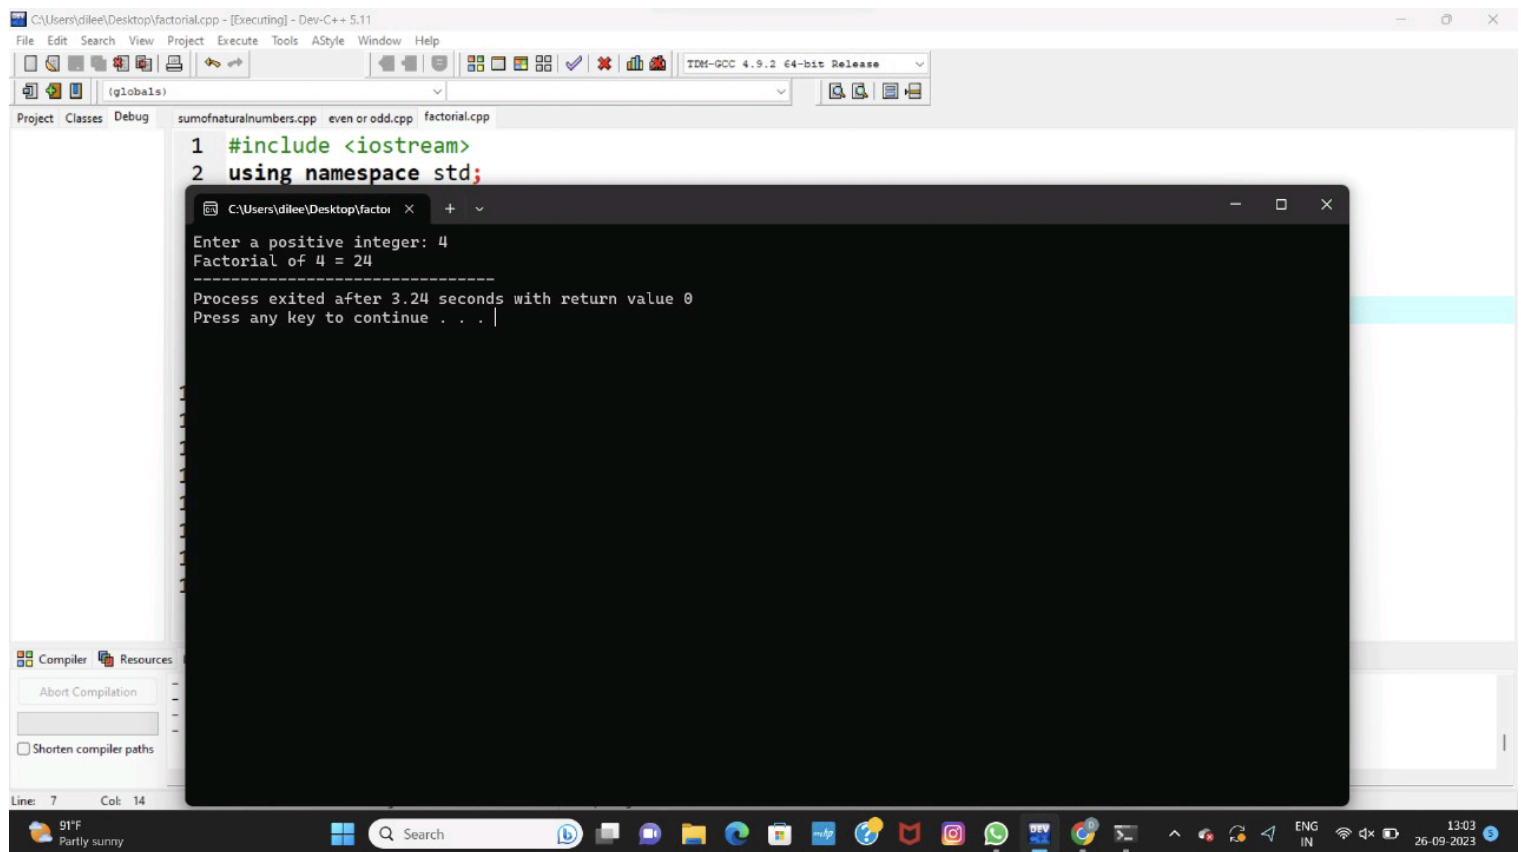 C:\Users\dilee\Desktop\factorial.cpp - [Executing] - Dev-C++ 5.11
File Edit Search View Project Execute Tools AStyle Window Help
TDM-GCC 4.9.2 64-bit Release
(globals)
Project Classes Debug sumofnaturalnumbers.cpp even or odd.cpp factorial.cpp
1 #include <iostream>
2 using namespace std;
C:\Users\dilee\Desktop\factor
Enter a positive integer: 4
Factorial of 4 = 24
--------------------------------
Process exited after 3.24 seconds with return value 0
Press any key to continue . . .
Compiler Resources
Abort Compilation
Shorten compiler paths
Line: 7 Col: 14
91°F
Partly sunny
Search
DEV
ENG
IN
13:03
26-09-2023